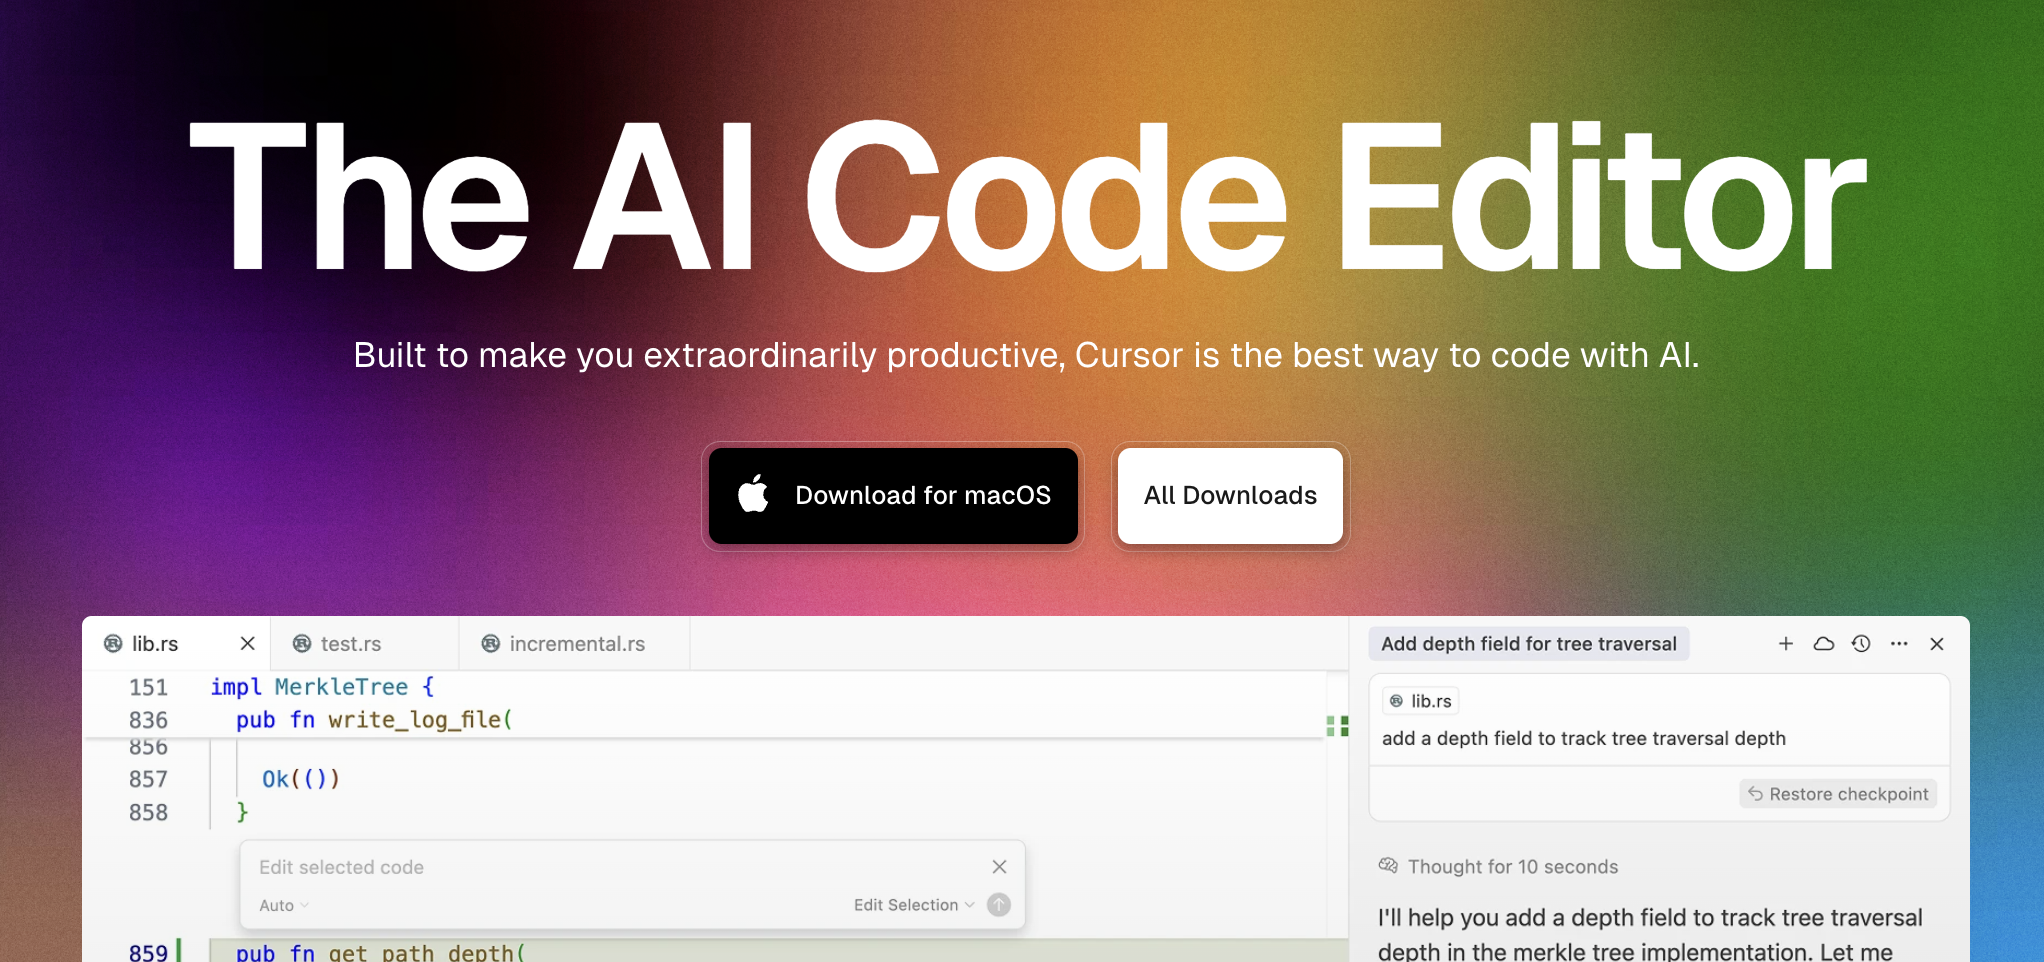 The AI Code Editor
Built to make you extraordinarily productive, Cursor is the best way to code with AI.
Download for macOS
All Downloads
lib.rs
test.rs
incremental.rs
151 impl MerkleTree {
836 pub fn write_log_file(
856
857 Ok(())
858 }
Edit selected code
Auto
Edit Selection
859 pub fn get_path_depth(
Add depth field for tree traversal
lib.rs
add a depth field to track tree traversal depth
Restore checkpoint
Thought for 10 seconds
I'll help you add a depth field to track tree traversal
depth in the merkle tree implementation. Let me